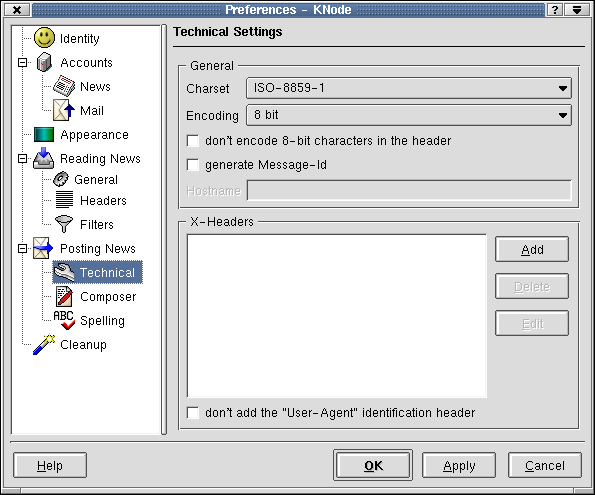 Preferences - KNode
?
Identity
Accounts
News
Mail
Appearance
Reading News
General
Headers
Filters
Posting News
Technical
ABC
Composer
Spelling
Cleanup
Technical Settings
General
Charset ISO-8859-1
Encoding 8 bit
don't encode 8-bit characters in the header
generate Message-Id
Hostname
X-Headers
Add
Delete
Edit
don't add the "User-Agent" identification header
Help OK Apply Cancel